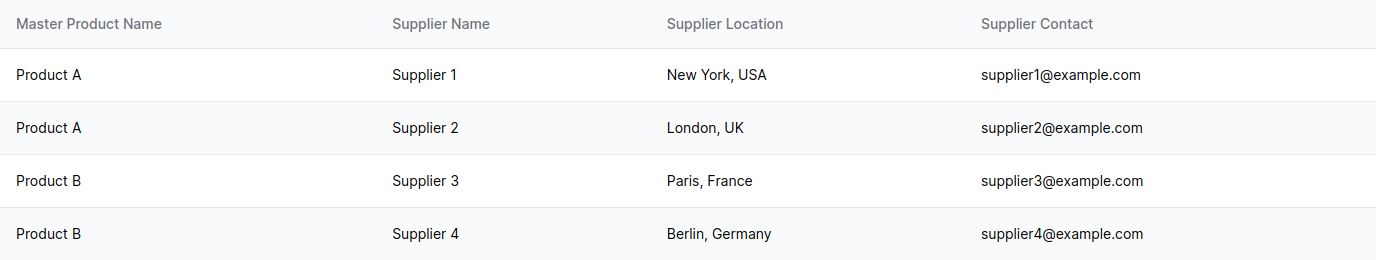 Master Product Name Supplier Name Supplier Location Supplier Contact
Product A Supplier 1 New York, USA supplier1@example.com
Product A Supplier 2 London, UK supplier2@example.com
Product B Supplier 3 Paris, France supplier3@example.com
Product B Supplier 4 Berlin, Germany supplier4@example.com